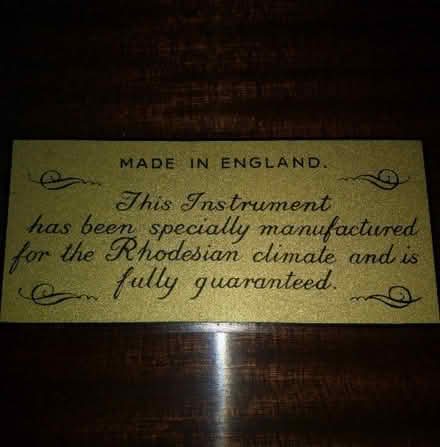 MADE IN ENGLAND.
This Instrument
has been specially manufactured
for the Rhodesian climate and is
fully guaranteed.